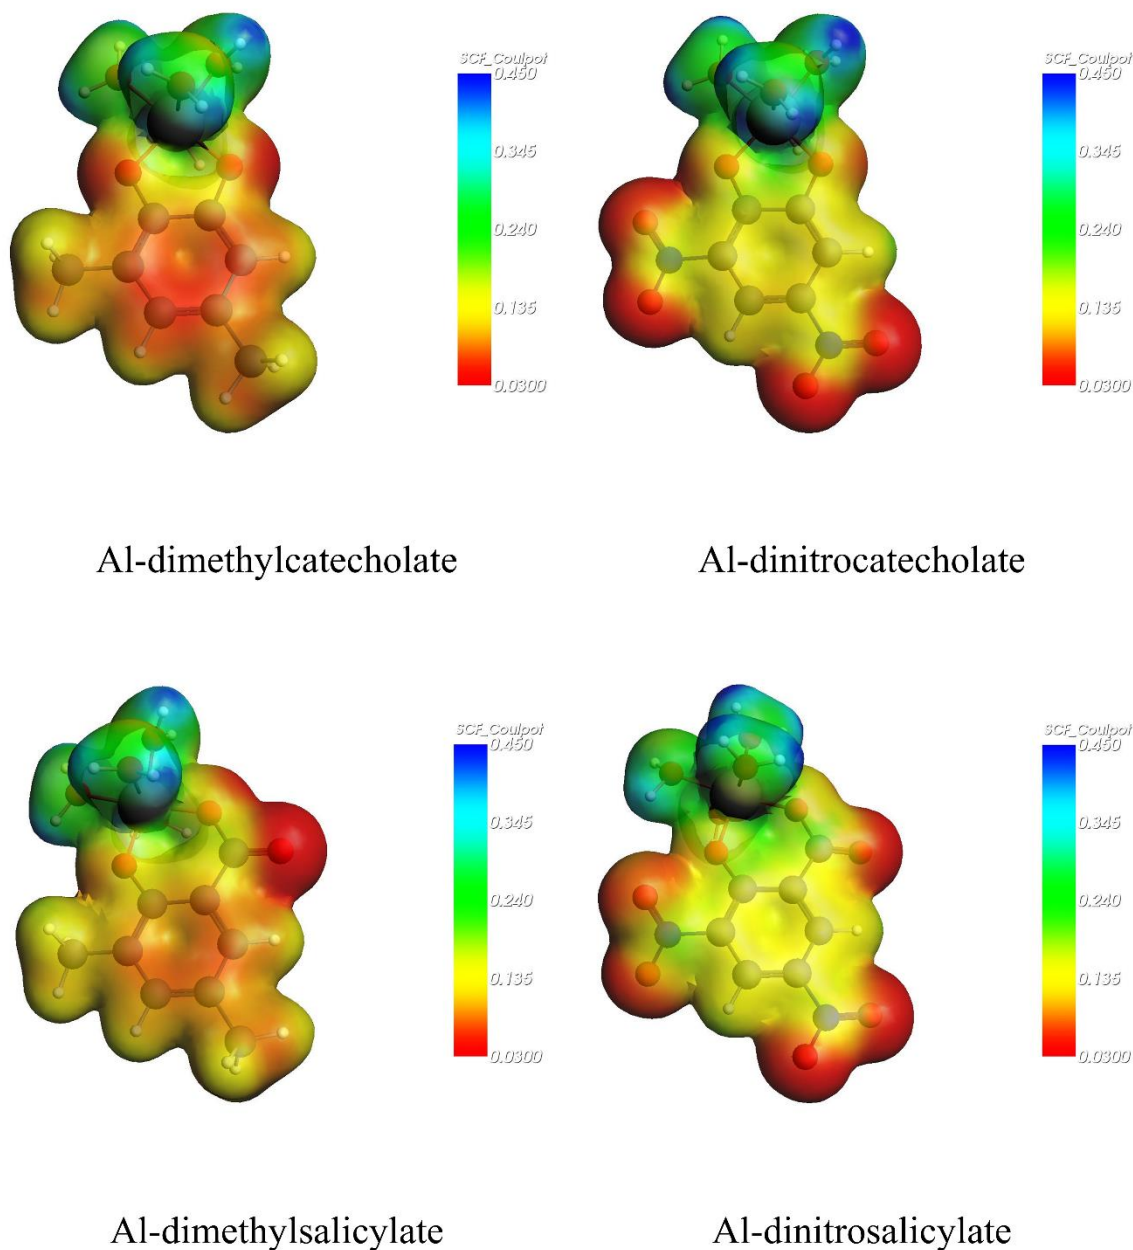 SCF_Coulpot SCF_Coulpot
0.450 0.450
0.345 0.345
0.240 0.240
0.135 0.135
0.0300 0.0300
Al-dimethylcatecholate Al-dinitrocatecholate
SCF_Coulpot SCF_Coulpot
0.450 0.450
0.345 0.345
0.240 0.240
0.135 0.135
0.0300 0.0300
Al-dimethylsalicylate Al-dinitrosalicylate